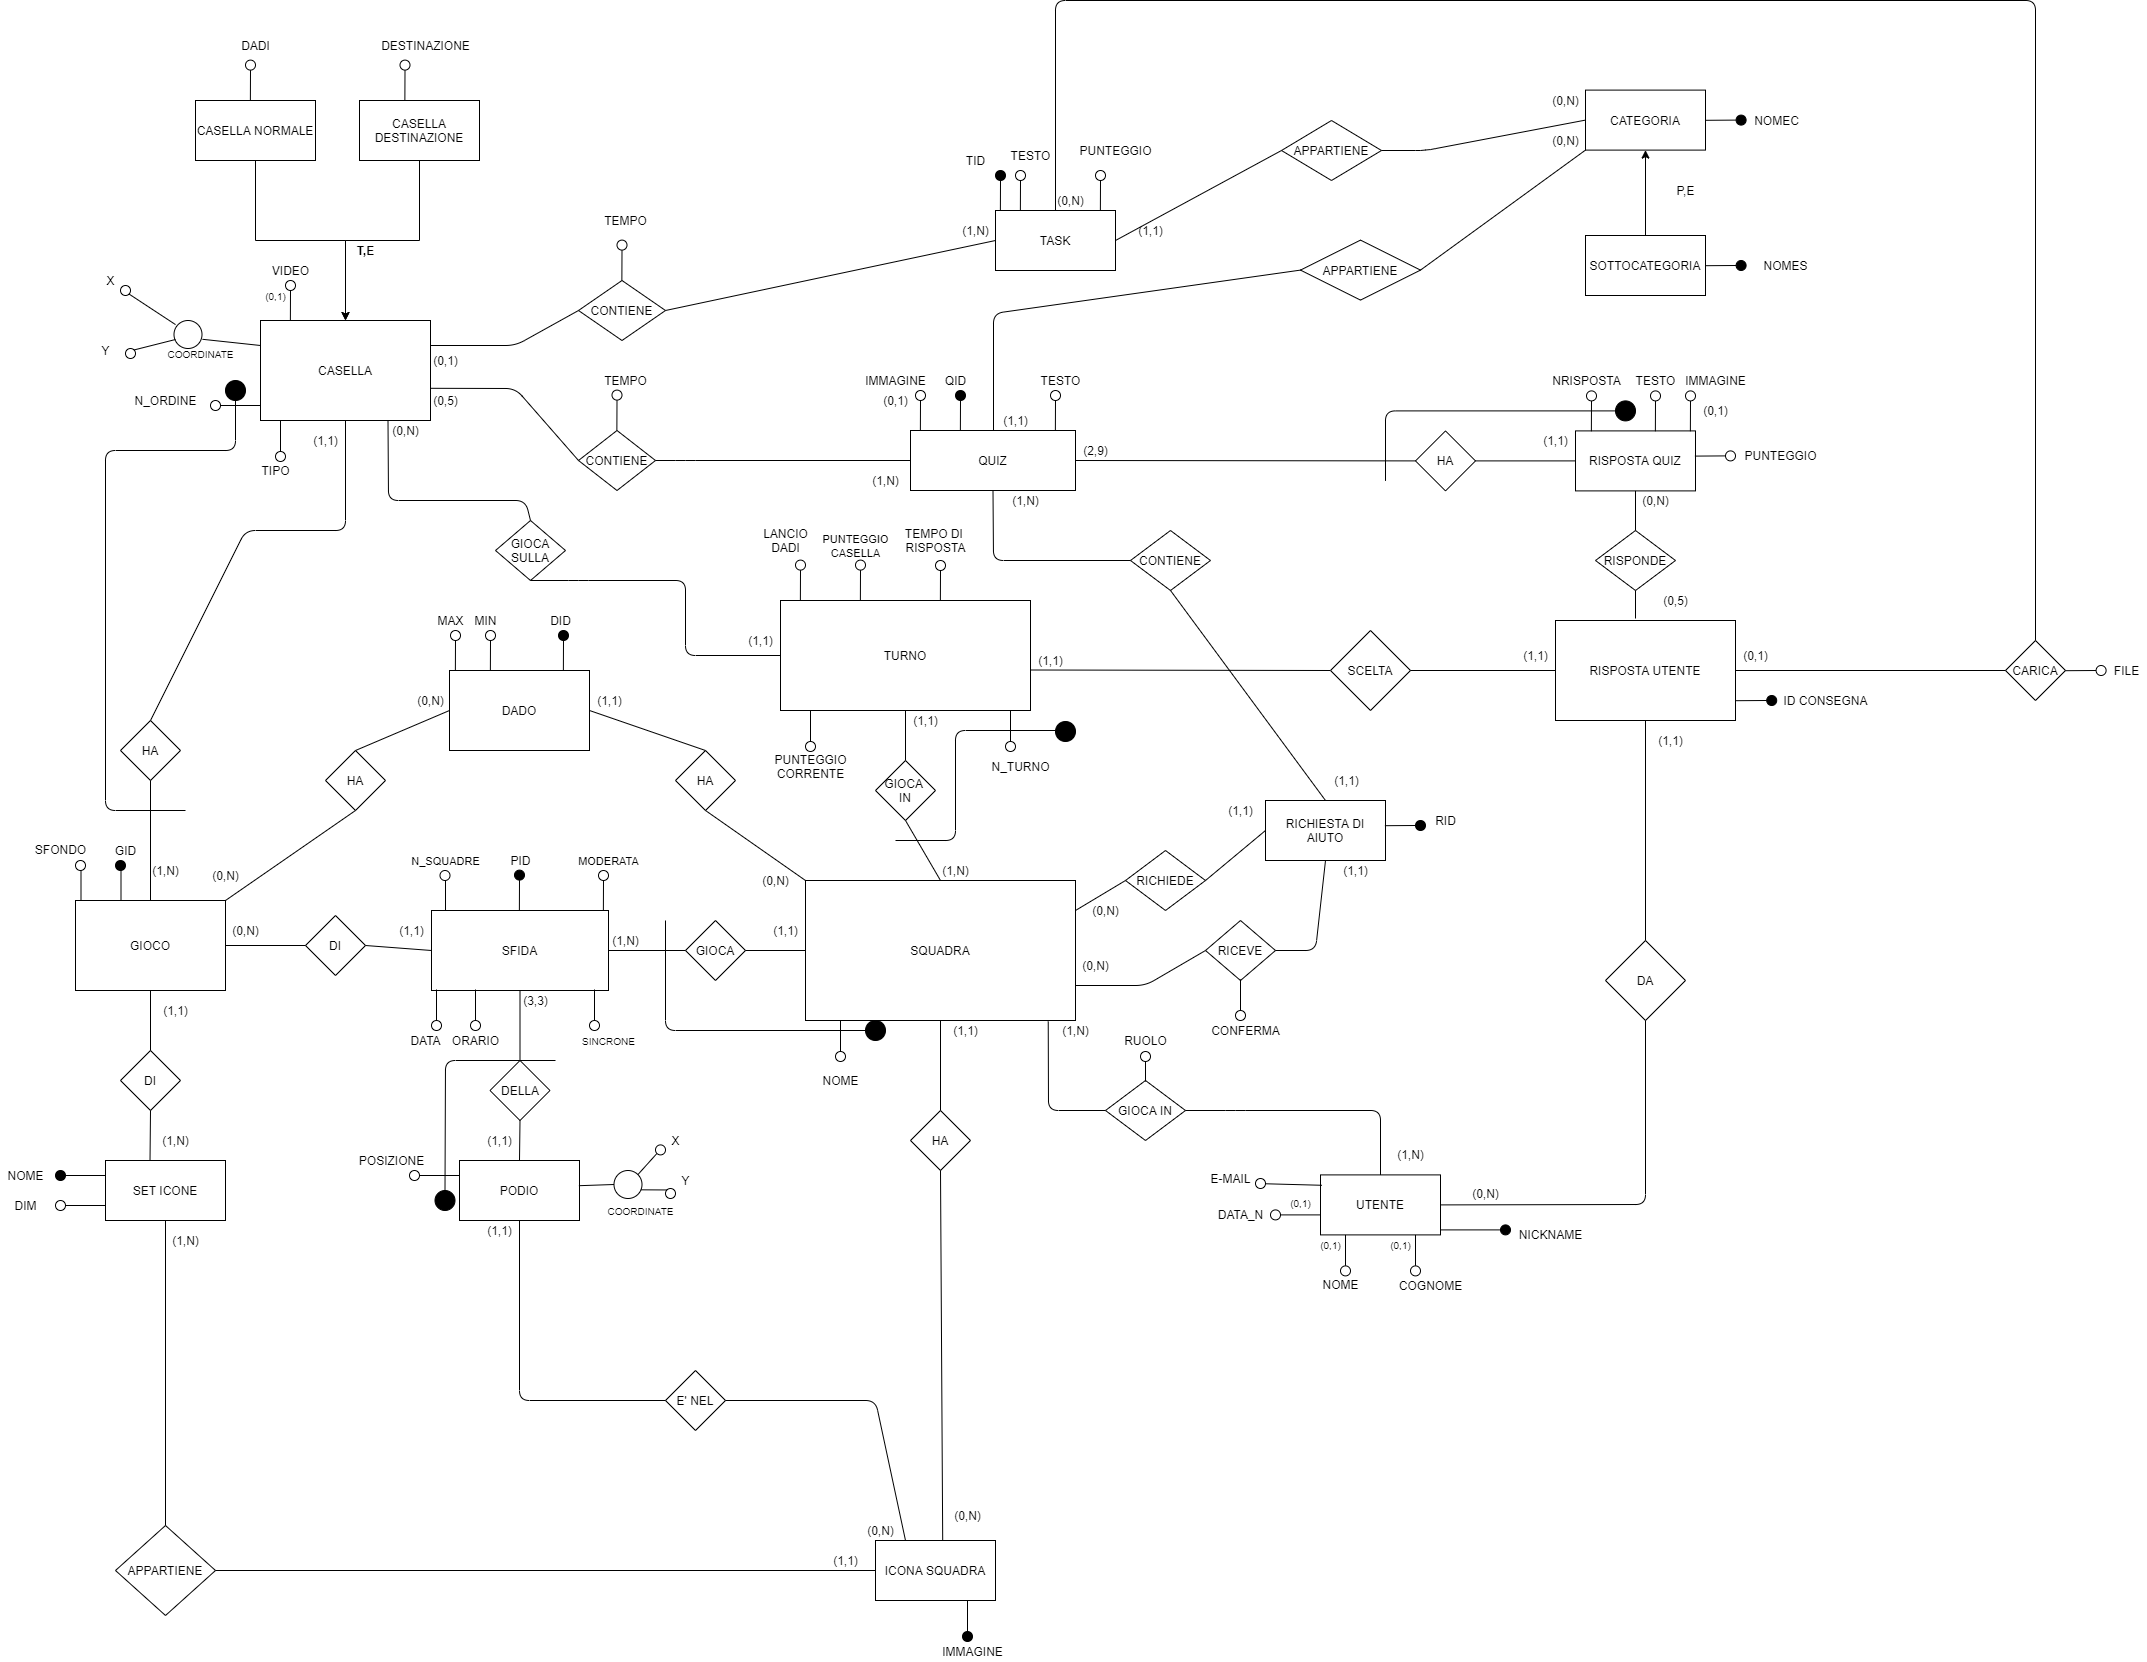 DADI
DESTINAZIONE
CASELLA NORMALE
CASELLA
DESTINAZIONE
T,E
(0,N)
CATEGORIA
NOMEC
(0,N)
APPARTIENE
P,E
SOTTOCATEGORIA
NOMES
APPARTIENE
TID
TESTO
PUNTEGGIO
(0,N)
(1,N)
TASK
(1,1)
TEMPO
CONTIENE
X
Y
COORDINATE
VIDEO
(0,1)
CASELLA
(0,1)
(0,5)
N_ORDINE
TIPO
(1,1)
(0,N)
TEMPO
CONTIENE
IMMAGINE
(0,1)
QID
TESTO
(1,1)
QUIZ
(2,9)
(1,N)
(1,N)
NRISPOSTA
TESTO
IMMAGINE
(0,1)
(1,1)
HA
RISPOSTA QUIZ
PUNTEGGIO
(0,N)
GIOCA
SULLA
LANCIO
DADI
PUNTEGGIO
CASELLA
TEMPO DI
RISPOSTA
CONTIENE
RISPONDE
(0,5)
MAX
MIN
DID
(1,1)
TURNO
(1,1)
SCELTA
(1,1)
RISPOSTA UTENTE
(0,1)
CARICA
FILE
ID CONSEGNA
(1,1)
(0,N)
DADO
(1,1)
(1,1)
PUNTEGGIO
CORRENTE
N_TURNO
HA
HA
HA
GIOCA
IN
(1,1)
(1,1)
RICHIESTA DI
AIUTO
RID
(1,1)
SFONDO
GID
(1,N)
(0,N)
N_SQUADRE
PID
MODERATA
(0,N)
(1,N)
RICHIEDE
(0,N)
GIOCO
(0,N)
DI
(1,1)
SFIDA
(1,N)
GIOCA
(1,1)
SQUADRA
(0,N)
RICEVE
CONFERMA
DA
(1,1)
(3,3)
DATA
ORARIO
SINCRONE
(1,1)
(1,N)
NOME
RUOLO
DI
DELLA
GIOCA IN
HA
(1,N)
(1,1)
POSIZIONE
X
Y
COORDINATE
(1,N)
NOME
DIM
SET ICONE
PODIO
E-MAIL
DATA_N
(0,1)
UTENTE
(0,N)
NICKNAME
(1,N)
(1,1)
(0,1)
(0,1)
NOME
COGNOME
E' NEL
(0,N)
(0,N)
APPARTIENE
(1,1)
ICONA SQUADRA
IMMAGINE